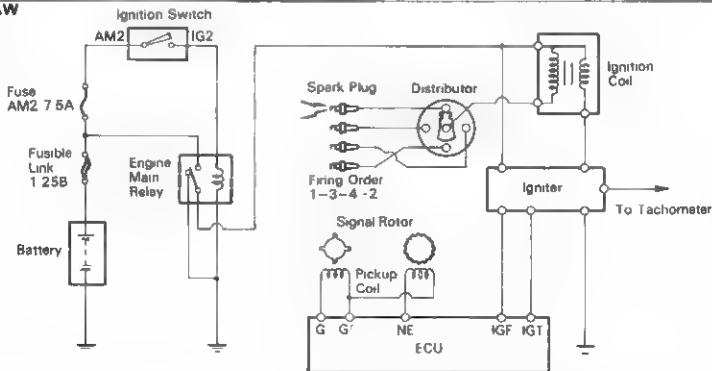 AW
Ignition Switch
AM2
IG2
Fuse
AM2 7 5A
Spark Plug
Distributor
Ignition
Coil
Fusible
Link
1 25B
Engine
Main
Relay
Firing Order
1-3-4 -2
Igniter
To Tachometer
Signal Rotor
Battery
Pickup
Coil
G
G'
NE
IGF
IGT
ECU